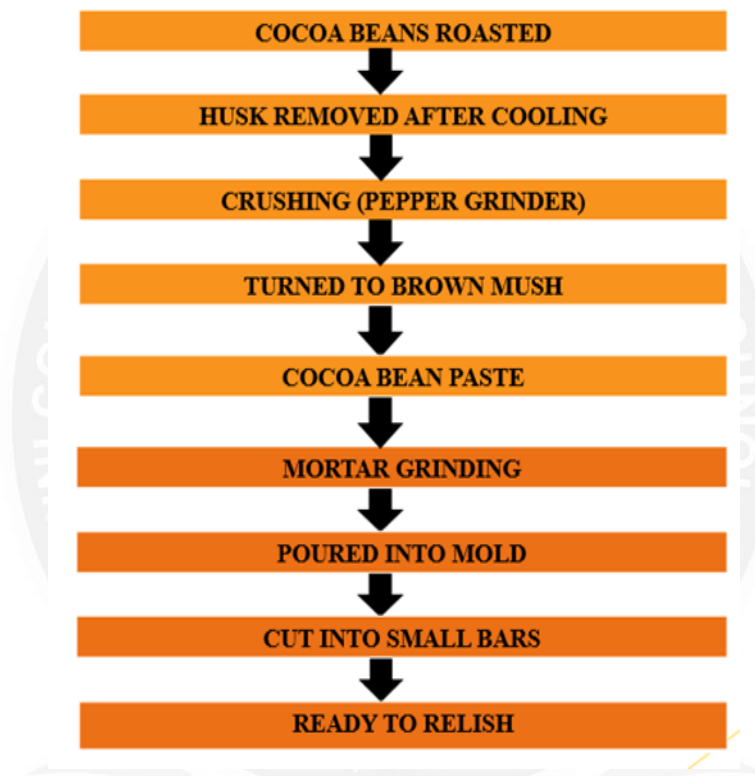 COCOA BEANS ROASTED
HUSK REMOVED AFTER COOLING
CRUSHING (PEPPER GRINDER)
TURNED TO BROWN MUSH
COCOA BEAN PASTE
MORTAR GRINDING
POURED INTO MOLD
CUT INTO SMALL BARS
READY TO RELISH